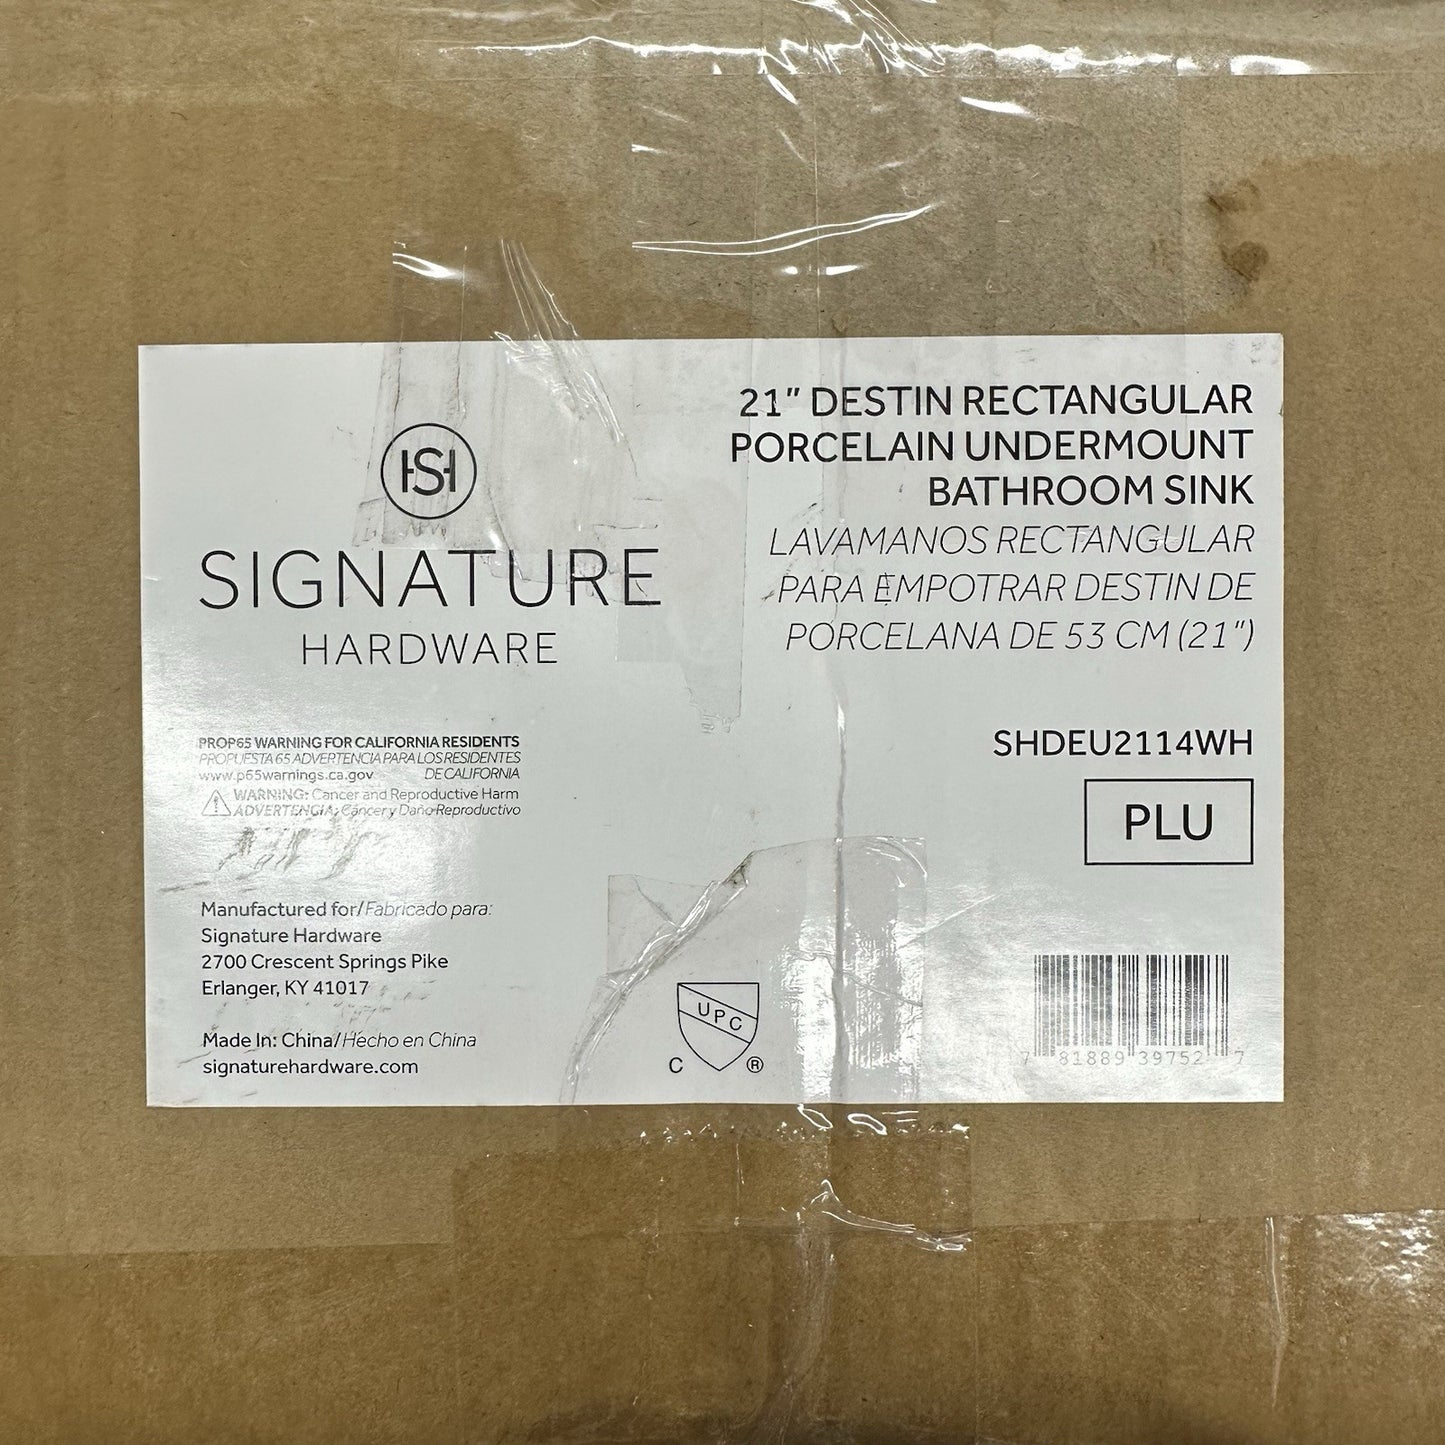 HSH
SIGNATURE
HARDWARE
21" DESTIN RECTANGULAR
PORCELAIN UNDERMOUNT
BATHROOM SINK
LAVAMANOS RECTANGULAR
PARA EMPOTRAR DESTIN DE
PORCELANA DE 53 CM (21")
SHDEU2114WH
PLU
PROP65 WARNING FOR CALIFORNIA RESIDENTS
PROPUESTA 65 ADVERTENCIA PARA LOS RESIDENTES
www.p65warnings.ca.gov DE CALIFORNIA
WARNING: Cancer and Reproductive Harm
ADVERTENCIA: Cáncer y Daño Reproductivo
Manufactured for/Fabricado para:
Signature Hardware
2700 Crescent Springs Pike
Erlanger, KY 41017
Made In: China/Hecho en China
signaturehardware.com
UPC
C ®
7 81889 39752 7